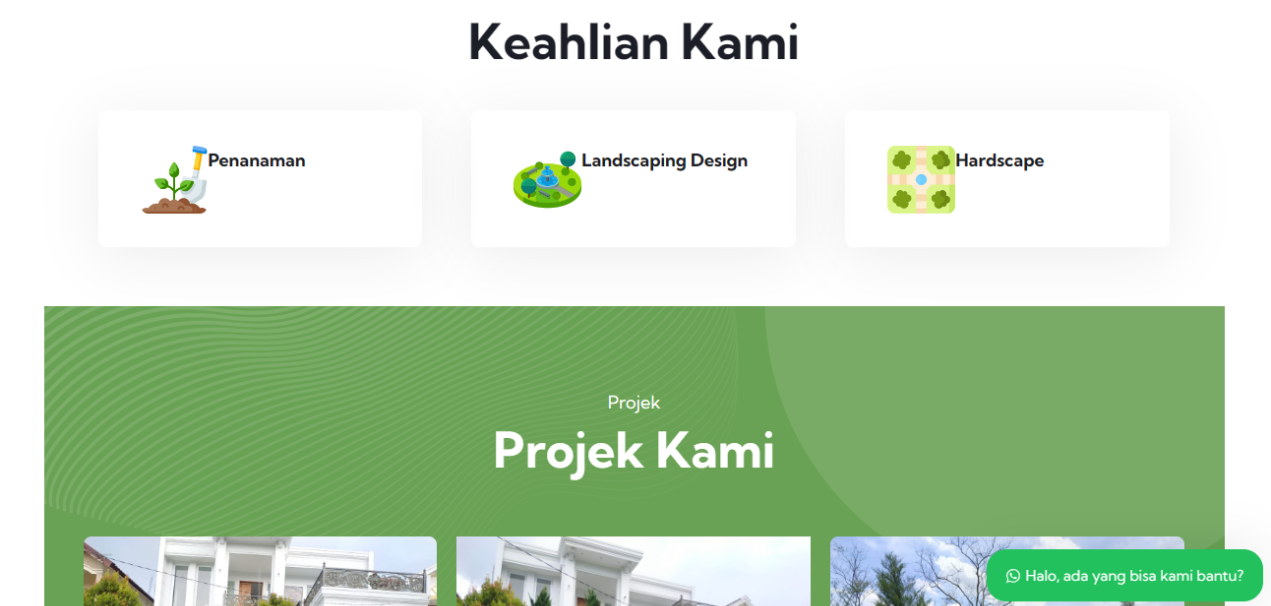 Keahlian Kami
Penanaman
Landscaping Design
Hardscape
Projek
Projek Kami
Halo, ada yang bisa kami bantu?